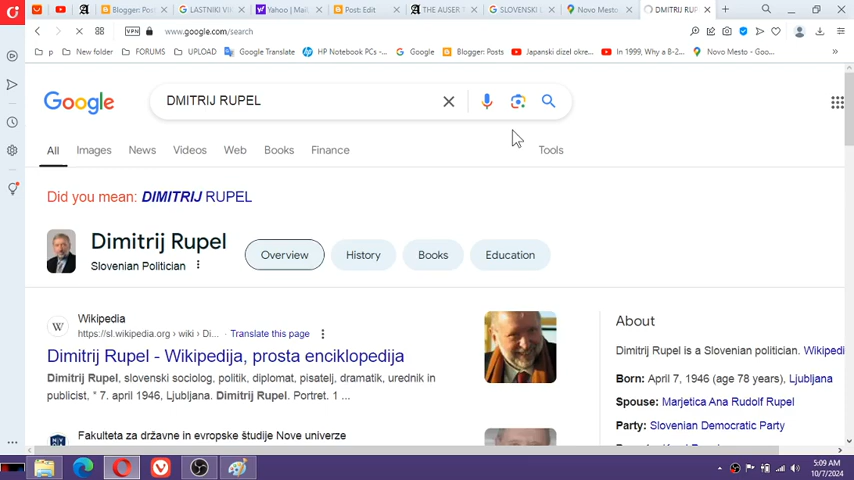 Blogger: Post
LASTNIKI VIK
Yahoo | Mail
Post: Edit
THE AUSER T
SLOVENSKI L
Novo Mesto -
DMITRIJ RUP
VPN www.google.com/search
p New folder FORUMS UPLOAD Google Translate HP Notebook PCs -... Google Blogger: Posts Japanski dizel okre... In 1999, Why a B-2... Novo Mesto - Goo...
Google
DMITRIJ RUPEL
All Images News Videos Web Books Finance Tools
Did you mean: DIMITRIJ RUPEL
Dimitrij Rupel
Slovenian Politician
Overview History Books Education
Wikipedia
https://sl.wikipedia.org › wiki › Di... · Translate this page
Dimitrij Rupel - Wikipedija, prosta enciklopedija
Dimitrij Rupel, slovenski sociolog, politik, diplomat, pisatelj, dramatik, urednik in
publicist, * 7. april 1946, Ljubljana. Dimitrij Rupel. Portret. 1 ...
Fakulteta za državne in evropske študije Nove univerze
About
Dimitrij Rupel is a Slovenian politician. Wikipedi
Born: April 7, 1946 (age 78 years), Ljubljana
Spouse: Marjetica Ana Rudolf Rupel
Party: Slovenian Democratic Party
5:09 AM
10/7/2024